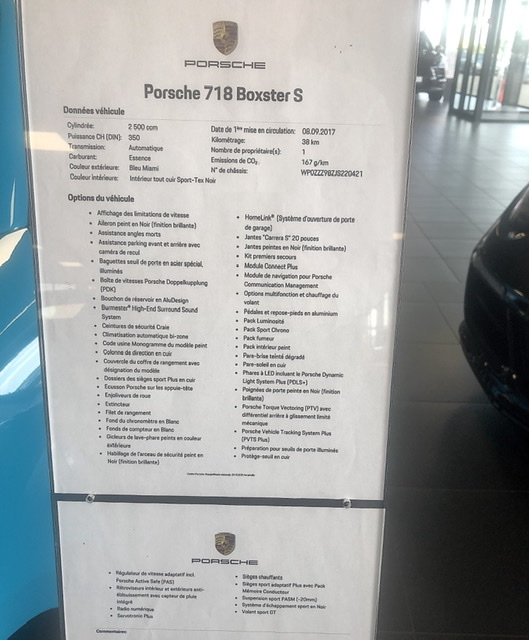 PORSCHE
Porsche 718 Boxster S
Données véhicule
Cylindrée: 2 500 ccm
Puissance CH (DIN): 350
Transmission: Automatique
Carburant: Essence
Couleur extérieure: Bleu Miami
Couleur intérieure: Intérieur tout cuir Sport-Tex Noir
Date de 1ère mise en circulation: 08.09.2017
Kilométrage: 38 km
Nombre de propriétaire(s): 1
Emissions de CO₂ 167 g/km
N° de châssis: WP0ZZZ98ZJS220421
Options du véhicule
• Affichage des limitations de vitesse
• Aileron peint en Noir (finition brillante)
• Assistance angles morts
• Assistance parking avant et arrière avec
caméra de recul
• Baguettes seuil de porte en acier spécial,
illuminés
• Boîte de vitesses Porsche Doppelkupplung
(PDK)
• Bouchon de réservoir en AluDesign
• Burmester® High-End Surround Sound
System
• Ceintures de sécurité Craie
• Climatisation automatique bi-zone
• Code usine Monogramme du modèle peint
• Colonne de direction en cuir
• Couvercle du coffre de rangement avec
désignation du modèle
• Dossiers des sièges sport Plus en cuir
• Ecusson Porsche sur les appuie-tête
• Enjoliveurs de roues
• Extincteur
• Filet de rangement
• Fond du chronomètre en Blanc
• Fonds de compteur en Blanc
• Gicleurs de lave-phare peints en couleur
extérieure
• Habillage de l'arceau de sécurité peint en
Noir (finition brillante)
• HomeLink® (Système d'ouverture de porte
de garage)
• Jantes "Carrera S" 20 pouces
• Jantes peintes en Noir (finition brillante)
• Kit premiers secours
• Module Connect Plus
• Module de navigation pour Porsche
Communication Management
• Options multifonction et chauffage du
volant
• Pédales et repose-pieds en aluminium
• Pack Luminosité
• Pack Sport Chrono
• Pack fumeur
• Pack intérieur peint
• Pare-brise teinté dégradé
• Pare-soleil en cuir
• Phares à LED incluant le Porsche Dynamic
Light System Plus (PDLS+)
• Poignées de porte peintes en Noir (finition
brillante)
• Porsche Torque Vectoring (PTV) avec
différentiel arrière à glissement limité
mécanique
• Porsche Vehicle Tracking System Plus
(PVTS Plus)
• Préparation pour seuils de porte illuminés
• Protège-seuil en cuir
PORSCHE
• Régulateur de vitesse adaptatif incl.
Porsche Active Safe (PAS)
• Rétroviseurs intérieur et extérieurs anti-
éblouissement avec capteur de pluie
intégré
• Radio numérique
• Servotronic Plus
• Sièges chauffants
• Sièges sport adaptatif Plus avec Pack
Mémoire Conducteur
• Suspension sport PASM (-20mm)
• Système d'échappement sport en Noir
• Volant sport GT
Commentaires: